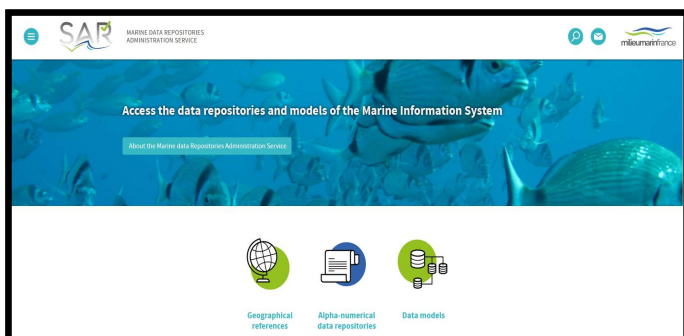 SAR
MARINE DATA REPOSITORIES
ADMINISTRATION SERVICE
milieumarinfrance
Access the data repositories and models of the Marine Information System
About the Marine data Repositories Administration Service
Geographical
references
Alpha-numerical
data repositories
Data models